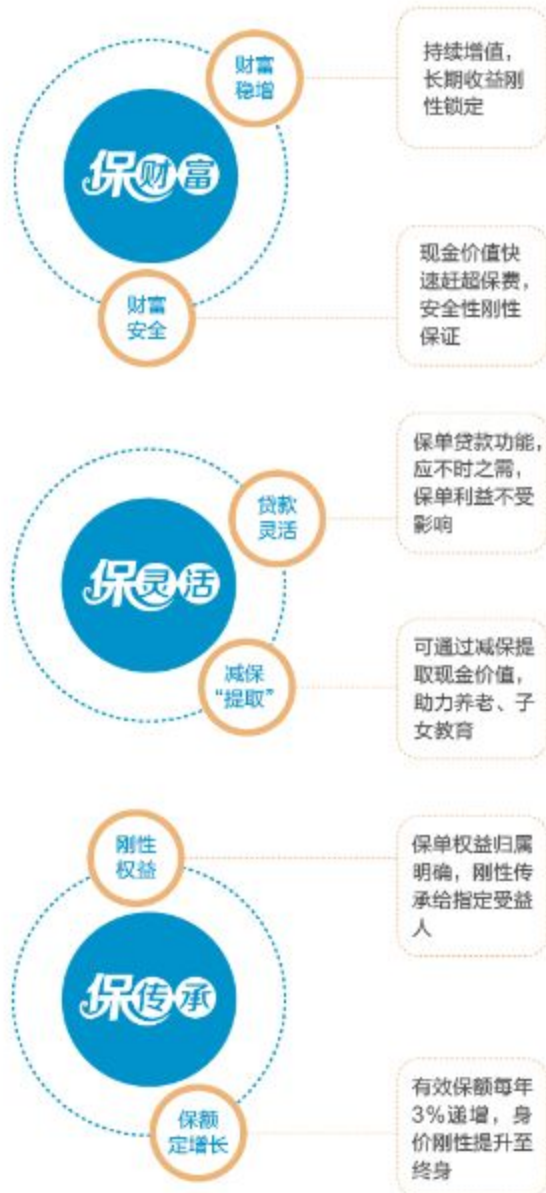 财富
稳增
持续增值，
长期收益刚
性锁定
保财富
财富
安全
现金价值快
速赶超保费，
安全性刚性
保证
贷款
灵活
保单贷款功能，
应不时之需，
保单利益不受
影响
保灵活
减保
“提取”
可通过减保提
取现金价值，
助力养老、子
女教育
刚性
权益
保单权益归属
明确，刚性传
承给指定受益
人
保传承
保额
定增长
有效保额每年
3%递增，身
价刚性提升至
终身